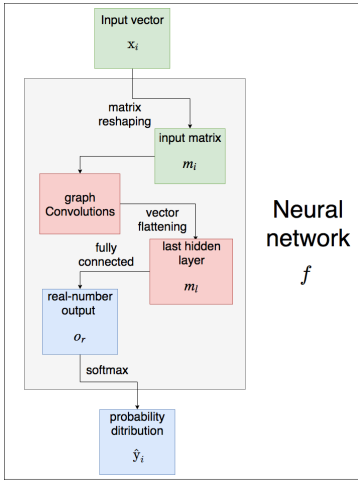 Input vector
xᵢ
matrix
reshaping
input matrix
mᵢ
graph
Convolutions
vector
flattening
last hidden
layer
mₗ
fully
connected
real-number
output
oᵣ
softmax
probability
ditribution
ŷᵢ
Neural
network
f